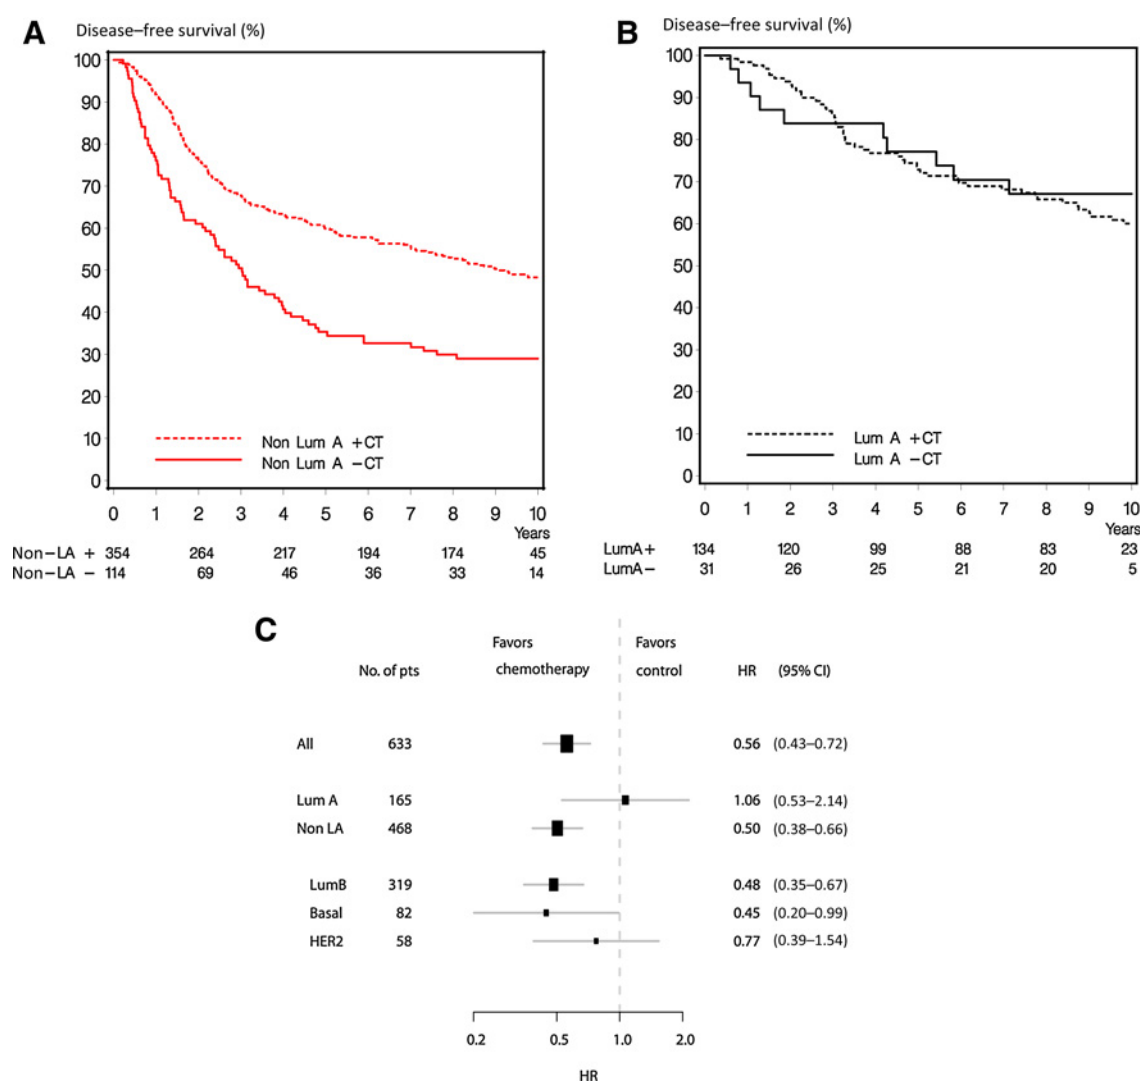 A
Disease–free survival (%)
100
90
80
70
60
50
40
30
20
10
0
Non Lum A +CT
Non Lum A −CT
0 1 2 3 4 5 6 7 8 9 10
Years
Non−LA + 354 264 217 194 174 45
Non−LA − 114 69 46 36 33 14
B
Disease–free survival (%)
100
90
80
70
60
50
40
30
20
10
0
Lum A +CT
Lum A −CT
0 1 2 3 4 5 6 7 8 9 10
Years
LumA+ 134 120 99 88 83 23
LumA− 31 26 25 21 20 5
C
Favors Favors
No. of pts chemotherapy control HR (95% CI)
All 633 0.56 (0.43–0.72)
Lum A 165 1.06 (0.53–2.14)
Non LA 468 0.50 (0.38–0.66)
LumB 319 0.48 (0.35–0.67)
Basal 82 0.45 (0.20–0.99)
HER2 58 0.77 (0.39–1.54)
0.2 0.5 1.0 2.0
HR